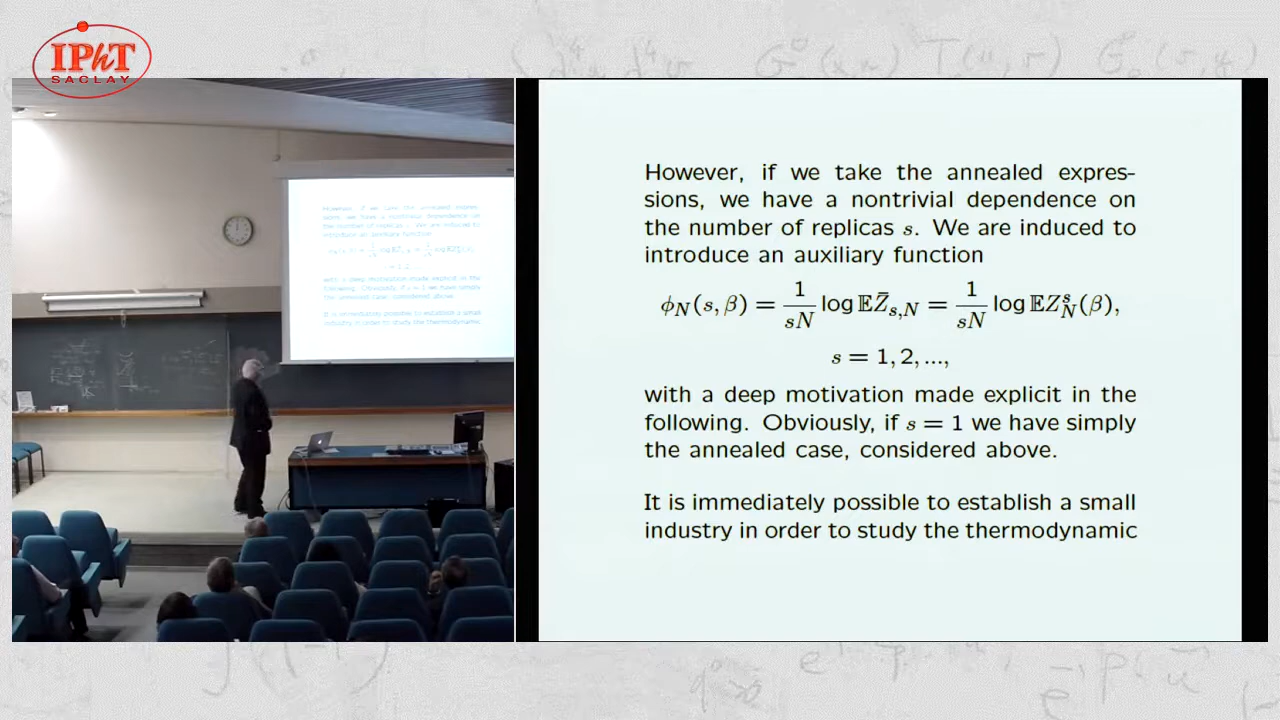 IPhT
SACLAY
However, if we take the annealed expres-
sions, we have a nontrivial dependence on
the number of replicas s. We are induced to
introduce an auxiliary function
ϕ_N(s, β) = \frac{1}{sN} log 𝔼Z̄_{s,N} = \frac{1}{sN} log 𝔼Z_N^s(β),
s = 1, 2, ...,
with a deep motivation made explicit in the
following. Obviously, if s = 1 we have simply
the annealed case, considered above.
It is immediately possible to establish a small
industry in order to study the thermodynamic